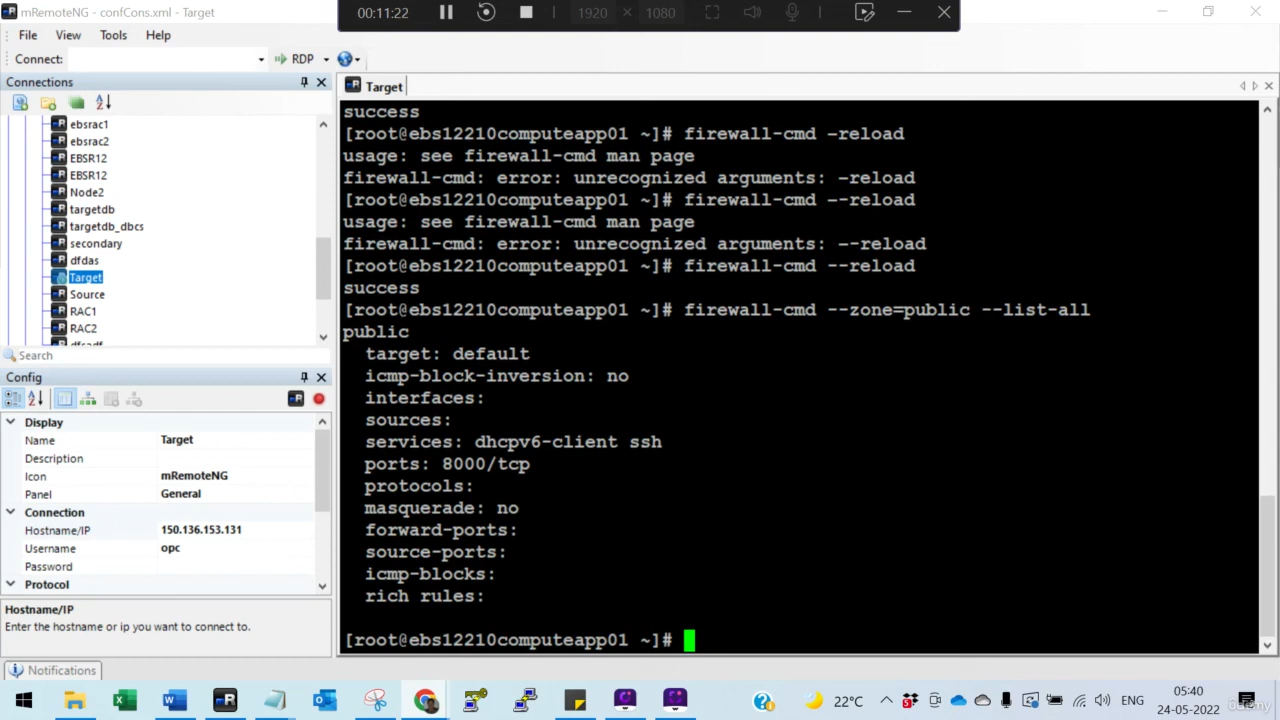 mRemoteNG - confCons.xml - Target
00:11:22
1920 × 1080
File View Tools Help
Connect: RDP
Connections
ebsrac1
ebsrac2
EBSR12
EBSR12
Node2
targetdb
targetdb_dbcs
secondary
dfdas
Target
Source
RAC1
RAC2
dfsadf
Search
Config
Display
Name Target
Description
Icon mRemoteNG
Panel General
Connection
Hostname/IP 150.136.153.131
Username opc
Password
Protocol
Hostname/IP
Enter the hostname or ip you want to connect to.
Notifications
Target
success
[root@ebs12210computeapp01 ~]# firewall-cmd –reload
usage: see firewall-cmd man page
firewall-cmd: error: unrecognized arguments: –reload
[root@ebs12210computeapp01 ~]# firewall-cmd –-reload
usage: see firewall-cmd man page
firewall-cmd: error: unrecognized arguments: –-reload
[root@ebs12210computeapp01 ~]# firewall-cmd --reload
success
[root@ebs12210computeapp01 ~]# firewall-cmd --zone=public --list-all
public
target: default
icmp-block-inversion: no
interfaces:
sources:
services: dhcpv6-client ssh
ports: 8000/tcp
protocols:
masquerade: no
forward-ports:
source-ports:
icmp-blocks:
rich rules:
[root@ebs12210computeapp01 ~]#
22°C
ENG
05:40
24-05-2022
udemy